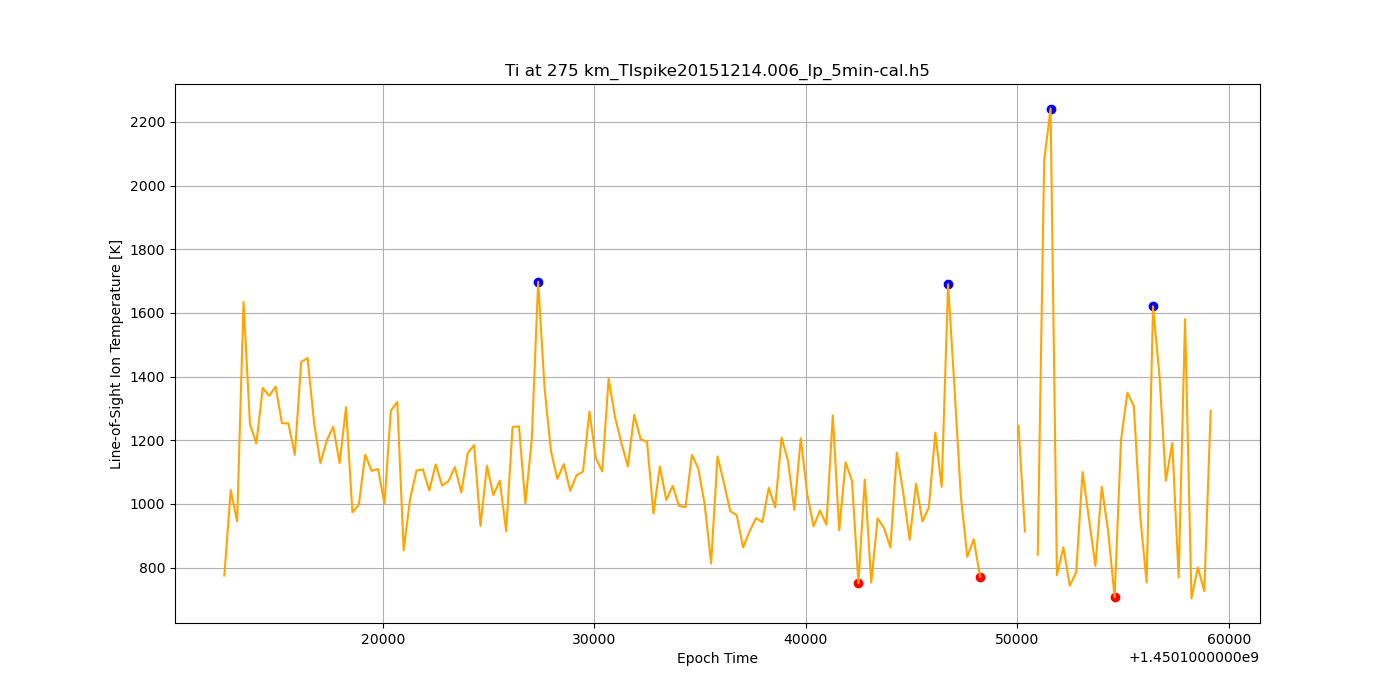 Ti at 275 km_TIspike20151214.006_lp_5min-cal.h5
Line-of-Sight Ion Temperature [K]
2200
2000
1800
1600
1400
1200
1000
800
20000 30000 40000 50000 60000
Epoch Time
+1.4501000000e9